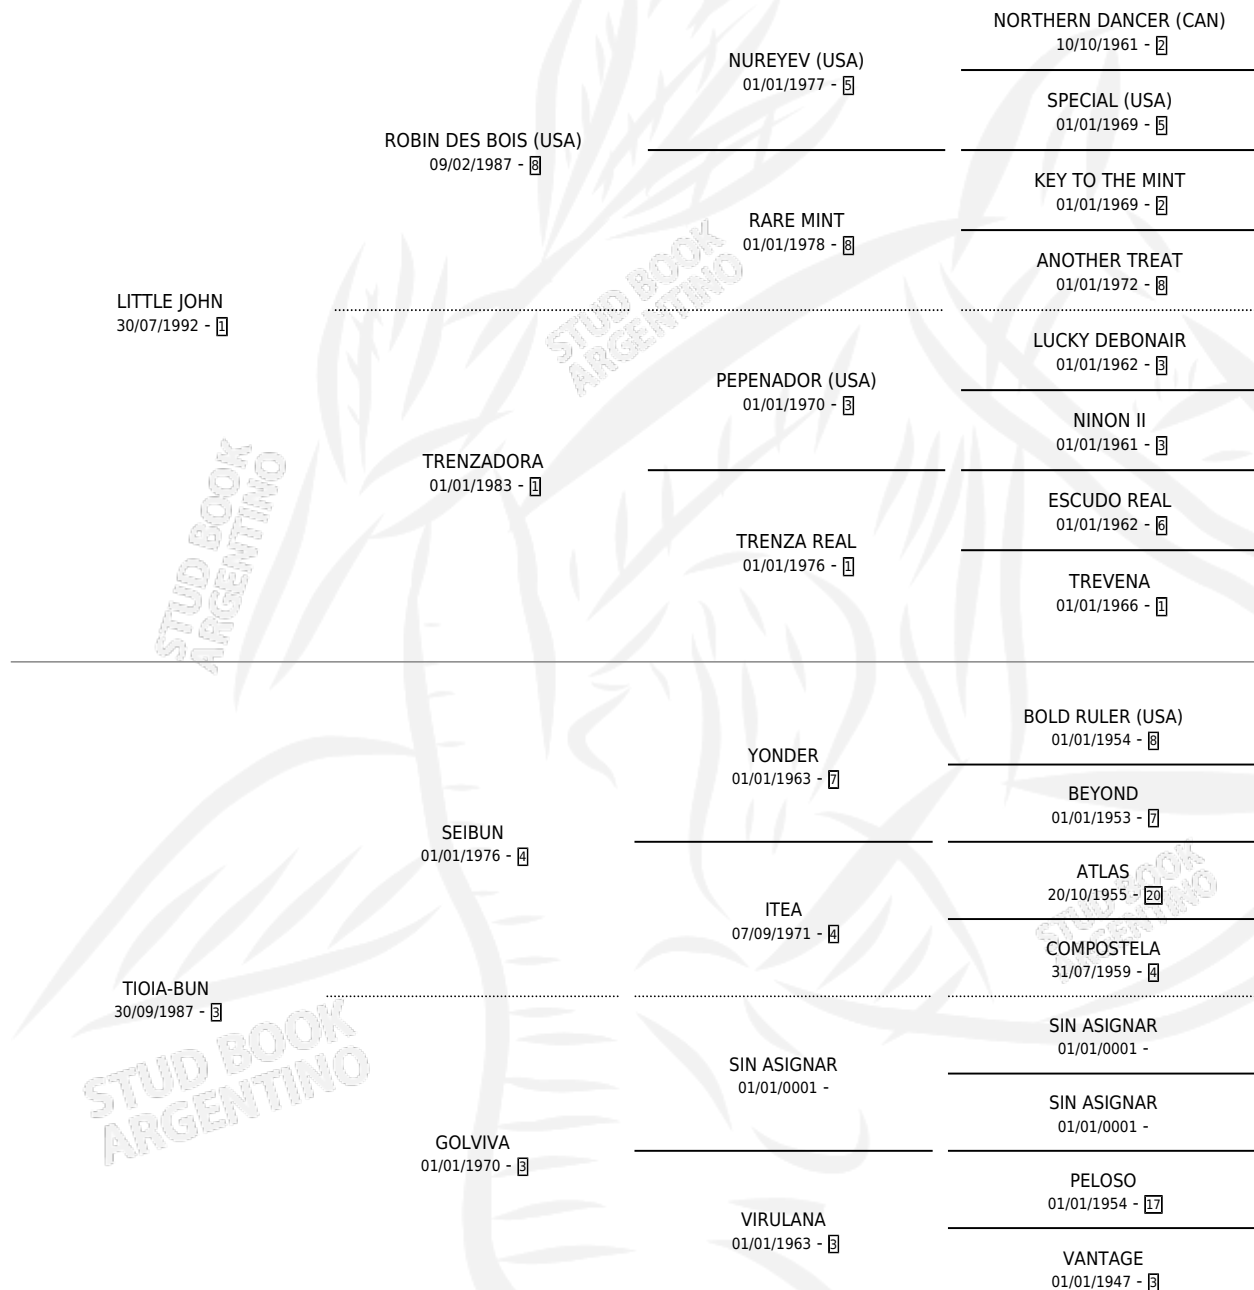 NORTHERN DANCER (CAN)
10/10/1961 - 2
NUREYEV (USA)
01/01/1977 - 5
SPECIAL (USA)
01/01/1969 - 5
ROBIN DES BOIS (USA)
09/02/1987 - 8
KEY TO THE MINT
01/01/1969 - 2
RARE MINT
01/01/1978 - 8
ANOTHER TREAT
01/01/1972 - 8
LITTLE JOHN
30/07/1992 - 1
STUD BOOK
ARGENTINO
LUCKY DEBONAIR
01/01/1962 - 3
PEPENADOR (USA)
01/01/1970 - 3
NINON II
01/01/1961 - 3
TRENZADORA
01/01/1983 - 1
ESCUDO REAL
01/01/1962 - 6
TRENZA REAL
01/01/1976 - 1
TREVENA
01/01/1966 - 1
STUD BOOK
ARGENTINO
BOLD RULER (USA)
01/01/1954 - 8
YONDER
01/01/1963 - 7
BEYOND
01/01/1953 - 7
SEIBUN
01/01/1976 - 4
ATLAS
20/10/1955 - 20
ITEA
07/09/1971 - 4
COMPOSTELA
31/07/1959 - 4
STUD BOOK
ARGENTINO
TIOIA-BUN
30/09/1987 - 3
STUD BOOK
ARGENTINO
SIN ASIGNAR
01/01/0001 -
SIN ASIGNAR
01/01/0001 -
SIN ASIGNAR
01/01/0001 -
GOLVIVA
01/01/1970 - 3
PELOSO
01/01/1954 - 17
VIRULANA
01/01/1963 - 3
VANTAGE
01/01/1947 - 3